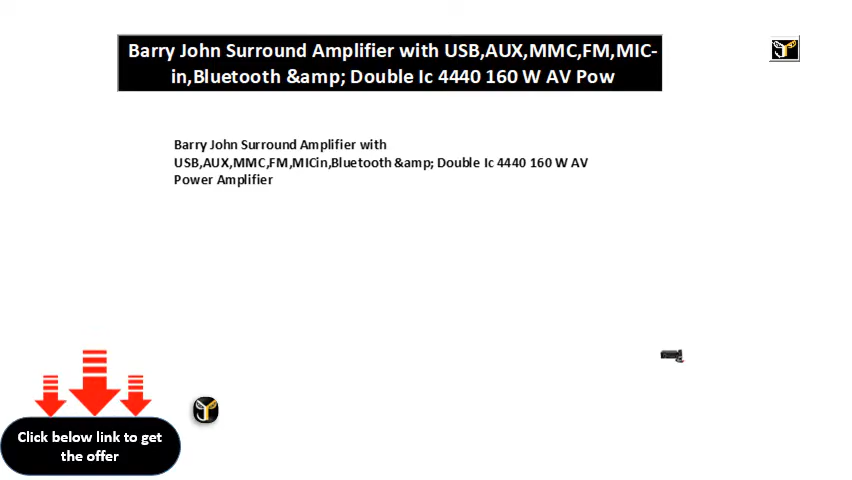 Barry John Surround Amplifier with USB,AUX,MMC,FM,MIC-
in,Bluetooth &amp; Double Ic 4440 160 W AV Pow
Barry John Surround Amplifier with
USB,AUX,MMC,FM,MICin,Bluetooth &amp; Double Ic 4440 160 W AV
Power Amplifier
Click below link to get
the offer